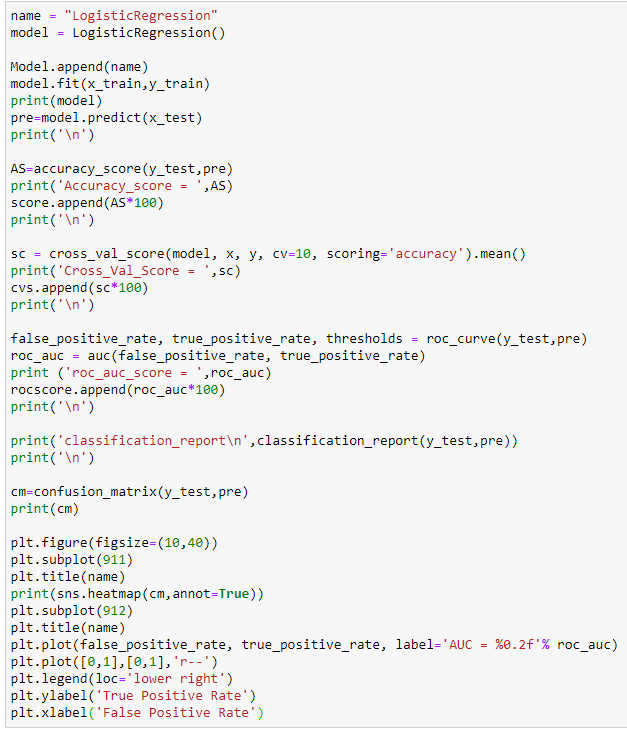 name = "LogisticRegression"
model = LogisticRegression()
Model.append(name)
model.fit(x_train,y_train)
print(model)
pre=model.predict(x_test)
print('\n')
AS=accuracy_score(y_test,pre)
print('Accuracy_score = ',AS)
score.append(AS*100)
print('\n')
sc = cross_val_score(model, x, y, cv=10, scoring='accuracy').mean()
print('Cross_Val_Score = ',sc)
cvs.append(sc*100)
print('\n')
false_positive_rate, true_positive_rate, thresholds = roc_curve(y_test,pre)
roc_auc = auc(false_positive_rate, true_positive_rate)
print ('roc_auc_score = ',roc_auc)
rocscore.append(roc_auc*100)
print('\n')
print('classification_report\n',classification_report(y_test,pre))
print('\n')
cm=confusion_matrix(y_test,pre)
print(cm)
plt.figure(figsize=(10,40))
plt.subplot(911)
plt.title(name)
print(sns.heatmap(cm,annot=True))
plt.subplot(912)
plt.title(name)
plt.plot(false_positive_rate, true_positive_rate, label='AUC = %0.2f'% roc_auc)
plt.plot([0,1],[0,1],'r--')
plt.legend(loc='lower right')
plt.ylabel('True Positive Rate')
plt.xlabel('False Positive Rate')